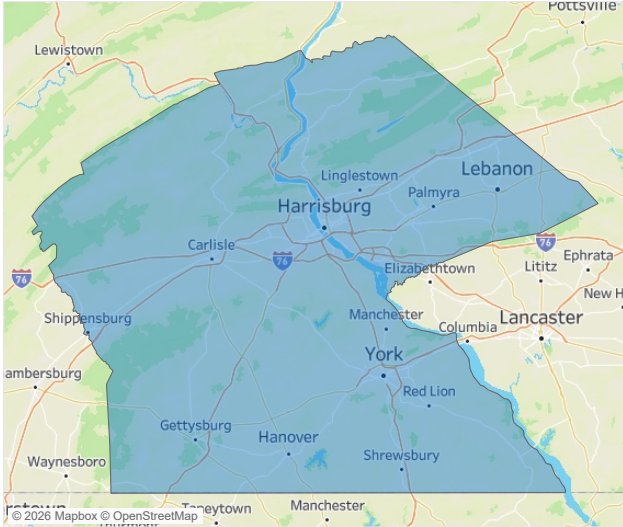 Pottsville
Lewistown
Lebanon
Linglestown
Palmyra
Harrisburg
Carlisle
76
76
76
Ephrata
Elizabethtown
Lititz
New H
Shippensburg
Manchester
Lancaster
Columbia
York
ambersburg
Red Lion
Gettysburg
Hanover
Shrewsbury
Waynesboro
rstown
Taneytown
Manchester
© 2026 Mapbox © OpenStreetMap